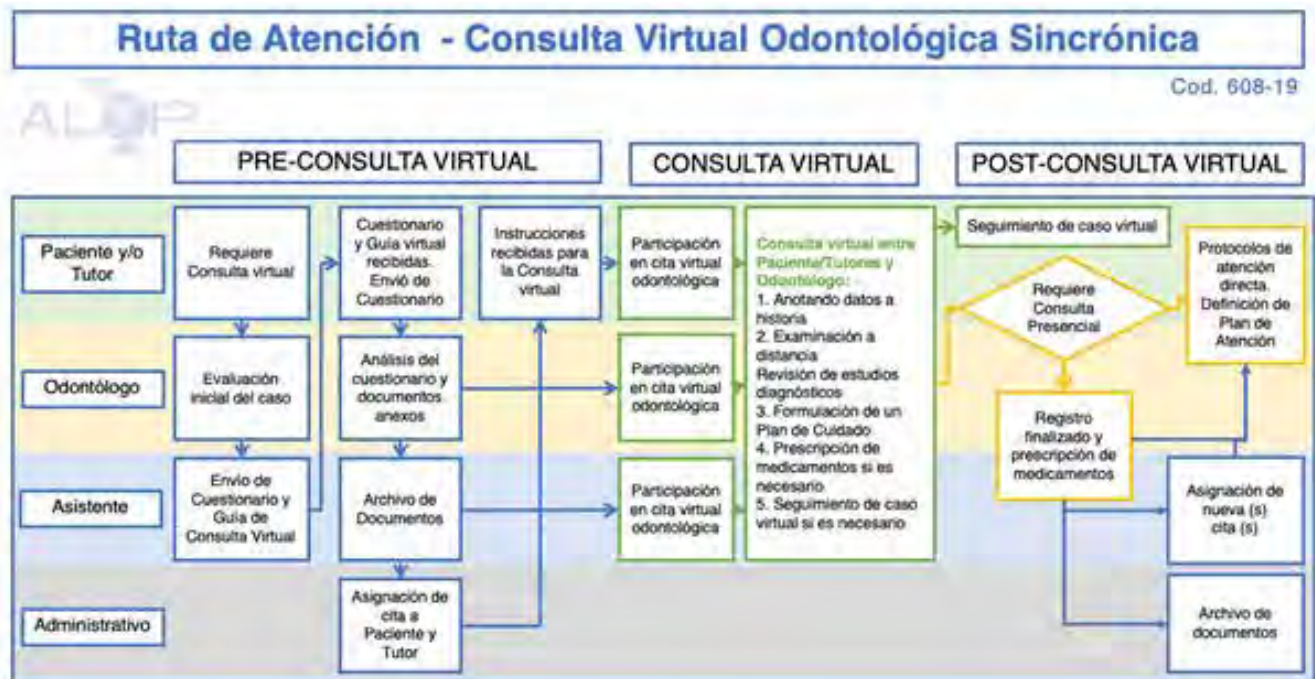 Ruta de Atención - Consulta Virtual Odontológica Sincrónica
Cod. 608-19
ALOP
PRE-CONSULTA VIRTUAL
CONSULTA VIRTUAL
POST-CONSULTA VIRTUAL
Paciente y/o
Tutor
Requiere
Consulta virtual
Cuestionario
y Guía virtual
recibidas.
Envió de
Cuestionario
Instrucciones
recibidas para
la Consulta
virtual
Participación
en cita virtual
odontológica
Consulta virtual entre
Paciente/Tutores y
Odontólogo: -
1. Anotando datos a
historia
2. Examinación a
distancia
Revisión de estudios
diagnósticos
3. Formulación de un
Plan de Cuidado
4. Prescripción de
medicamentos si es
necesario
5. Seguimiento de caso
virtual si es necesario
Seguimiento de caso virtual
Requiere
Consulta
Presencial
Protocolos de
atención
directa.
Definición de
Plan de
Atención
Odontólogo
Evaluación
inicial del caso
Análisis del
cuestionario y
documentos
anexos
Participación
en cita virtual
odontológica
Registro
finalizado y
prescripción de
medicamentos
Asistente
Envío de
Cuestionario y
Guía de
Consulta Virtual
Archivo de
Documentos
Participación
en cita virtual
odontológica
Asignación de
nueva (s)
cita (s)
Administrativo
Asignación de
cita a
Paciente y
Tutor
Archivo de
documentos